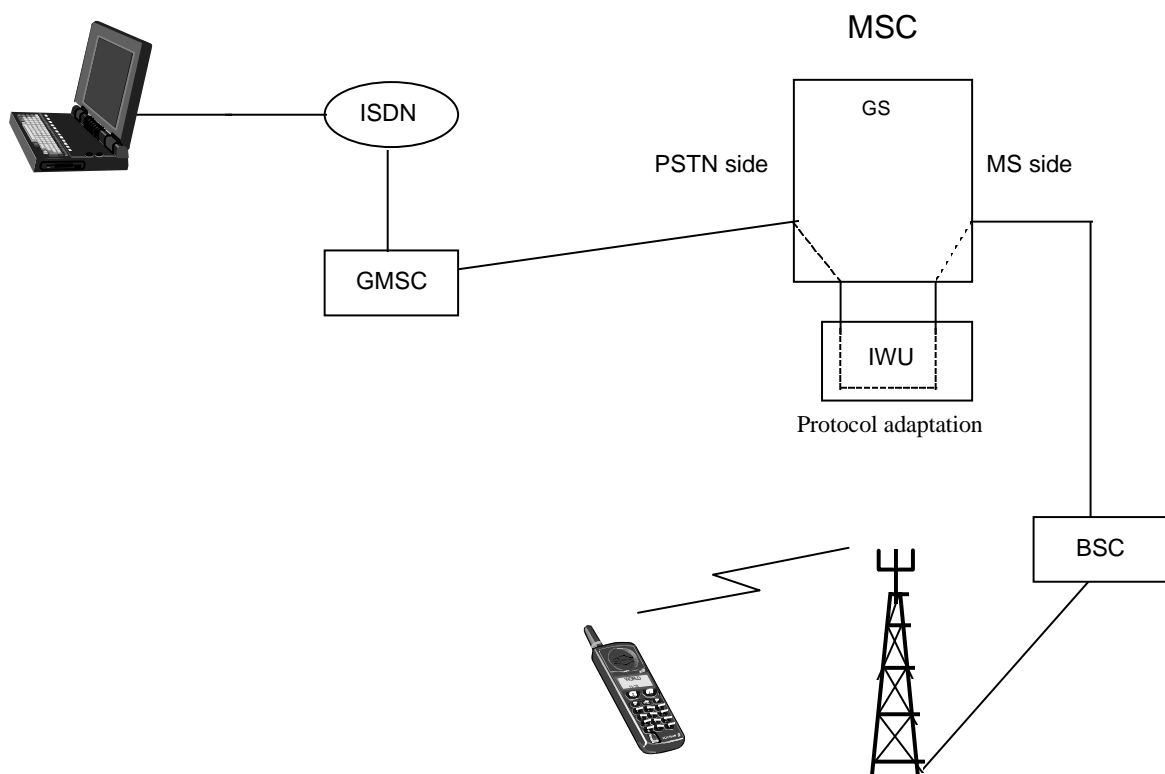 MSC
ISDN
GS
PSTN side
MS side
GMSC
IWU
Protocol adaptation
BSC